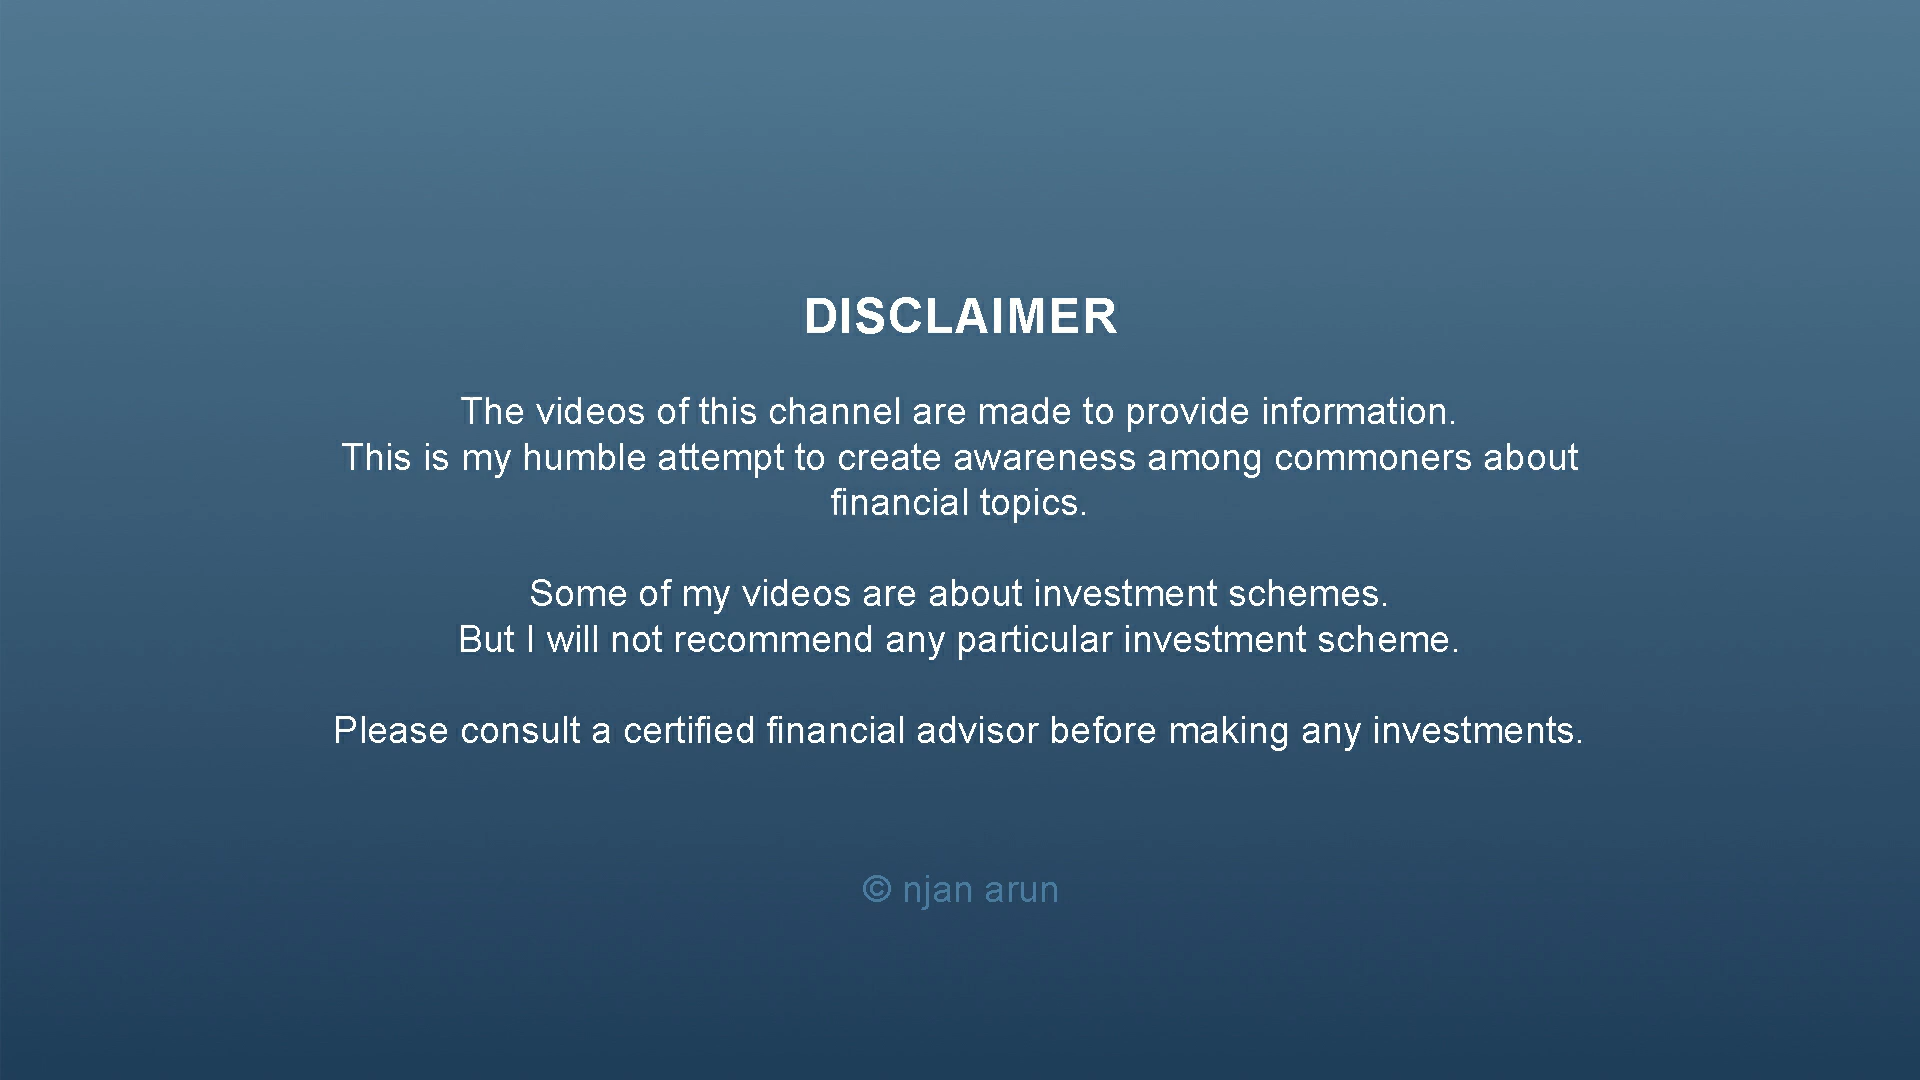 DISCLAIMER
The videos of this channel are made to provide information.
This is my humble attempt to create awareness among commoners about
financial topics.
Some of my videos are about investment schemes.
But I will not recommend any particular investment scheme.
Please consult a certified financial advisor before making any investments.
© njan arun